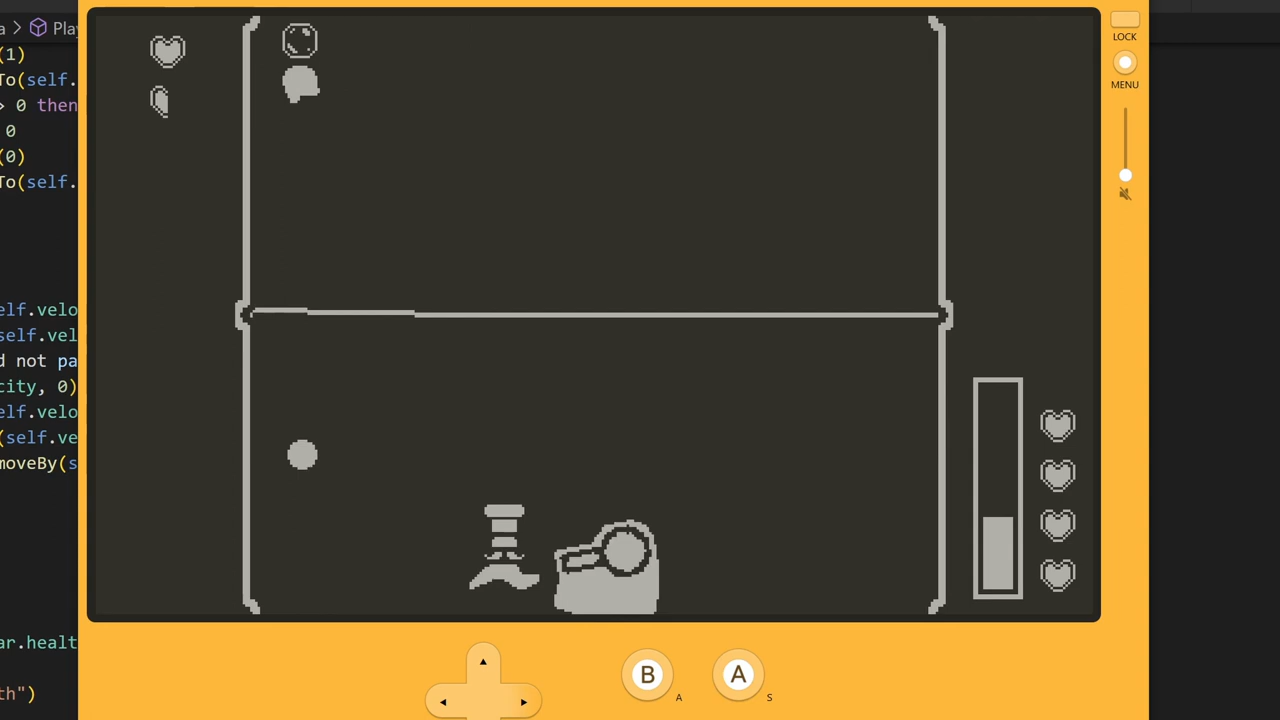 a > Play
(1)
To(self.
> 0 then
0
(0)
To(self.
elf.velo
self.vel
d not pa
city, 0)
elf.velo
(self.ve
moveBy(s
ar.healt
th")
LOCK
MENU
B
A
A
S